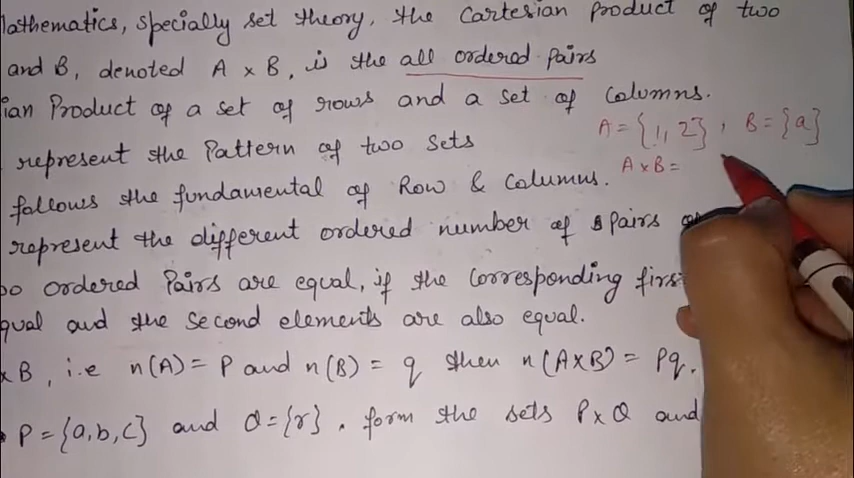 Mathematics, specially set theory, the Cartesian product of two
and B, denoted A × B, is the all ordered pairs
ian Product of a set of rows and a set of columns.
A = {1, 2}, B = {a}
represent the Pattern of two sets
A × B =
follows the fundamental of Row & Columns.
represent the different ordered number of pairs
ordered Pairs are equal, if the corresponding first
qual and the second elements are also equal.
× B, i.e n(A) = P and n(B) = q then n(A×B) = Pq.
P = {a, b, c} and Q = {r}. form the sets P × Q and